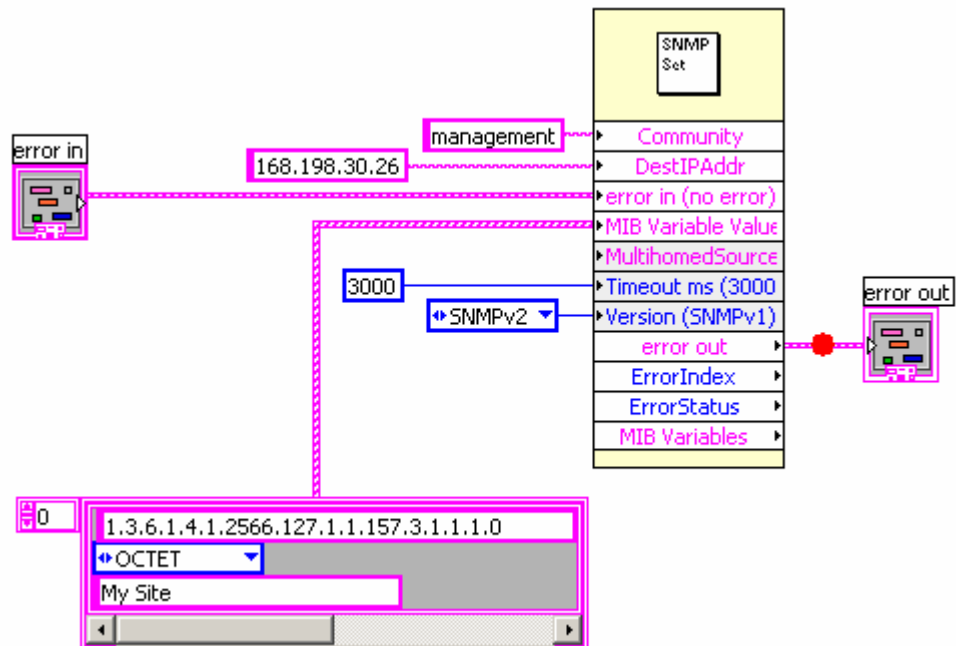 SNMP
Set
management
Community
error in
168.198.30.26
DestIPAddr
error in (no error)
MIB Variable Value
MultihomedSource
3000
Timeout ms (3000
error out
SNMPv2
Version (SNMPv1)
error out
ErrorIndex
ErrorStatus
MIB Variables
0
1.3.6.1.4.1.2566.127.1.1.157.3.1.1.1.0
OCTET
My Site